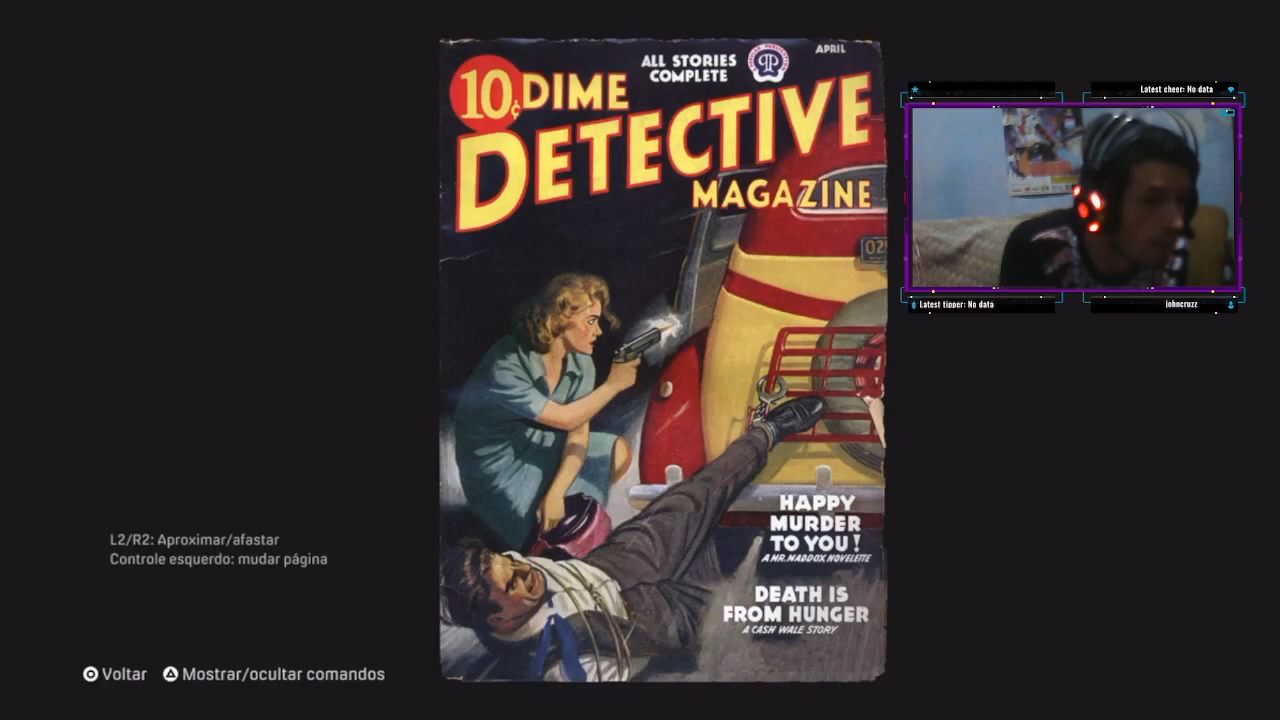 10¢ DIME
ALL STORIES
COMPLETE
APRIL
DETECTIVE
MAGAZINE
HAPPY
MURDER
TO YOU!
A MR. MADDOX NOVELETTE
DEATH IS
FROM HUNGER
A CASH WALE STORY
L2/R2: Aproximar/afastar
Controle esquerdo: mudar página
Voltar
Mostrar/ocultar comandos
Latest cheer: No data
Latest tipper: No data
johncruzz